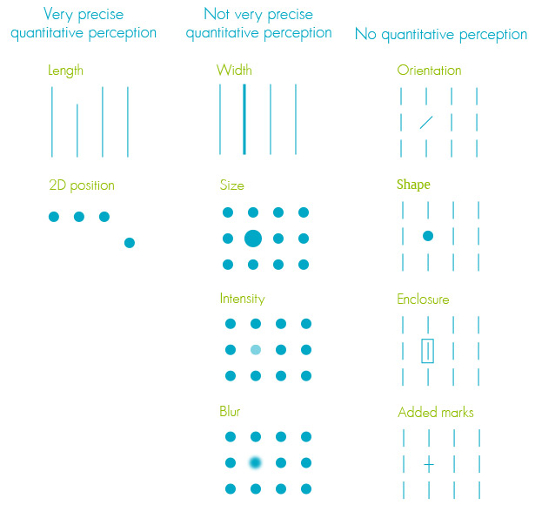 Very precise
quantitative perception
Length
2D position
Not very precise
quantitative perception
Width
Size
Intensity
Blur
No quantitative perception
Orientation
Shape
Enclosure
Added marks